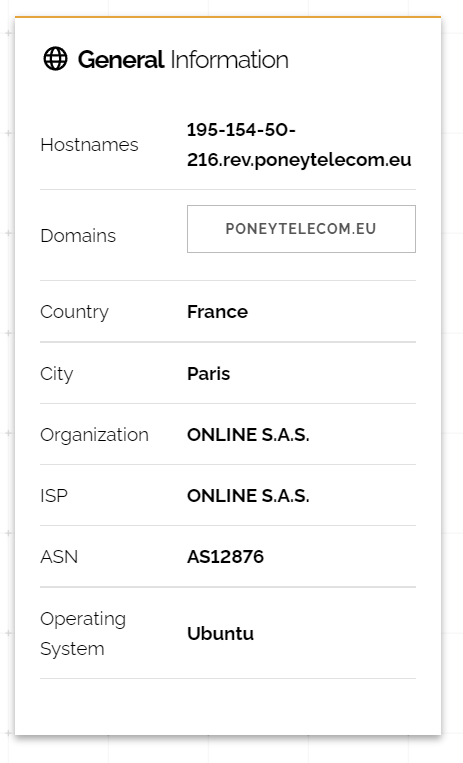 General Information
Hostnames
195-154-50-
216.rev.poneytelecom.eu
Domains
PONEYTELECOM.EU
Country
France
City
Paris
Organization
ONLINE S.A.S.
ISP
ONLINE S.A.S.
ASN
AS12876
Operating
System
Ubuntu